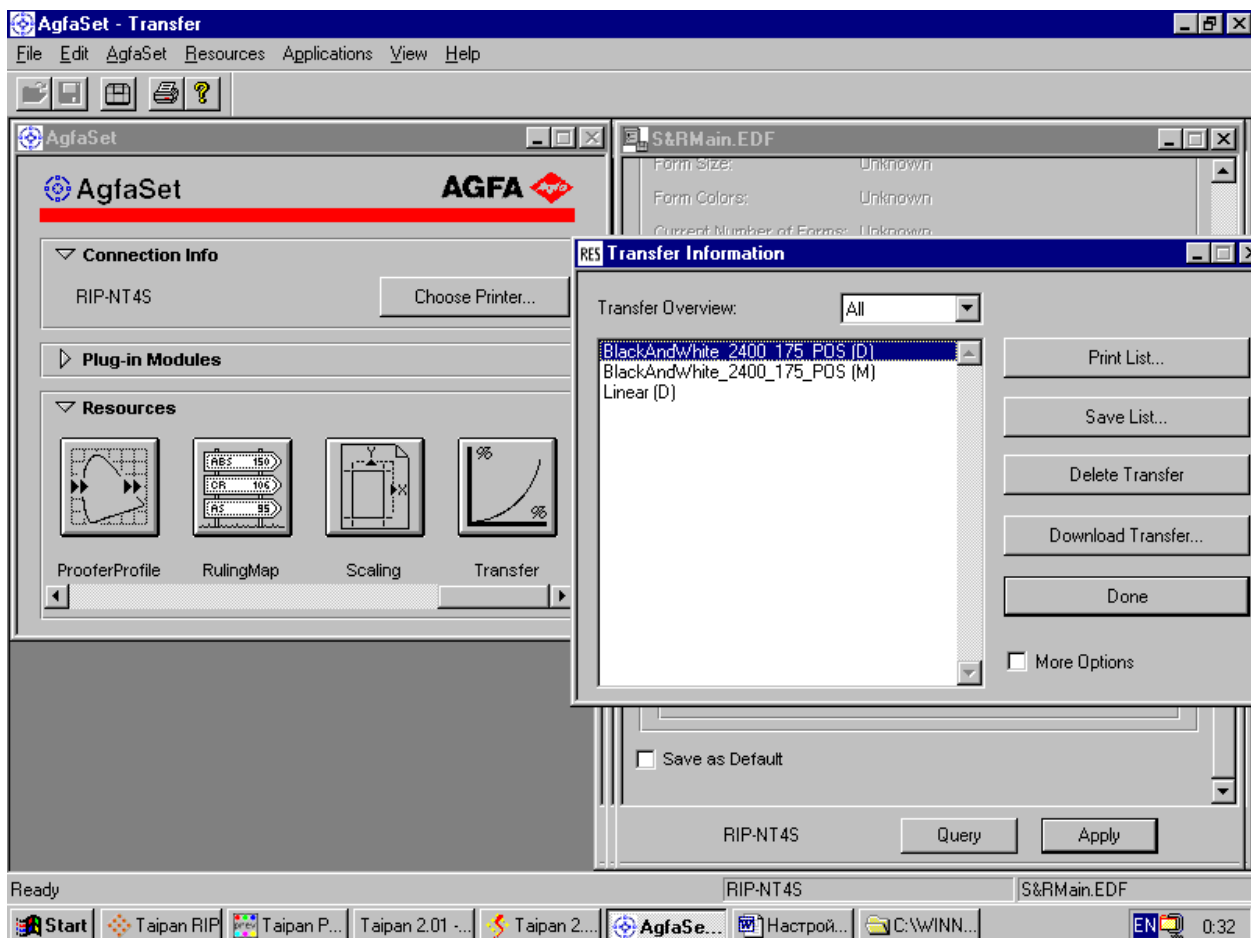 AgfaSet - Transfer
File Edit AgfaSet Resources Applications View Help
AgfaSet
AgfaSet AGFA
Connection Info
RIP-NT4S Choose Printer...
Plug-in Modules
Resources
ABS 150
CR 106
AS 95
Y
X
%
%
ProoferProfile RulingMap Scaling Transfer
S&RMain.EDF
Form Size: Unknown
Form Colors: Unknown
Current Number of Forms: Unknown
RES Transfer Information
Transfer Overview: All
BlackAndWhite_2400_175_POS (D)
BlackAndWhite_2400_175_POS (M)
Linear (D)
Print List...
Save List...
Delete Transfer
Download Transfer...
Done
More Options
Save as Default
RIP-NT4S Query Apply
Ready RIP-NT4S S&RMain.EDF
Start Taipan RIP Taipan P... Taipan 2.01 -... Taipan 2.... AgfaSe... Настрой... C:\WINN... EN 0:32